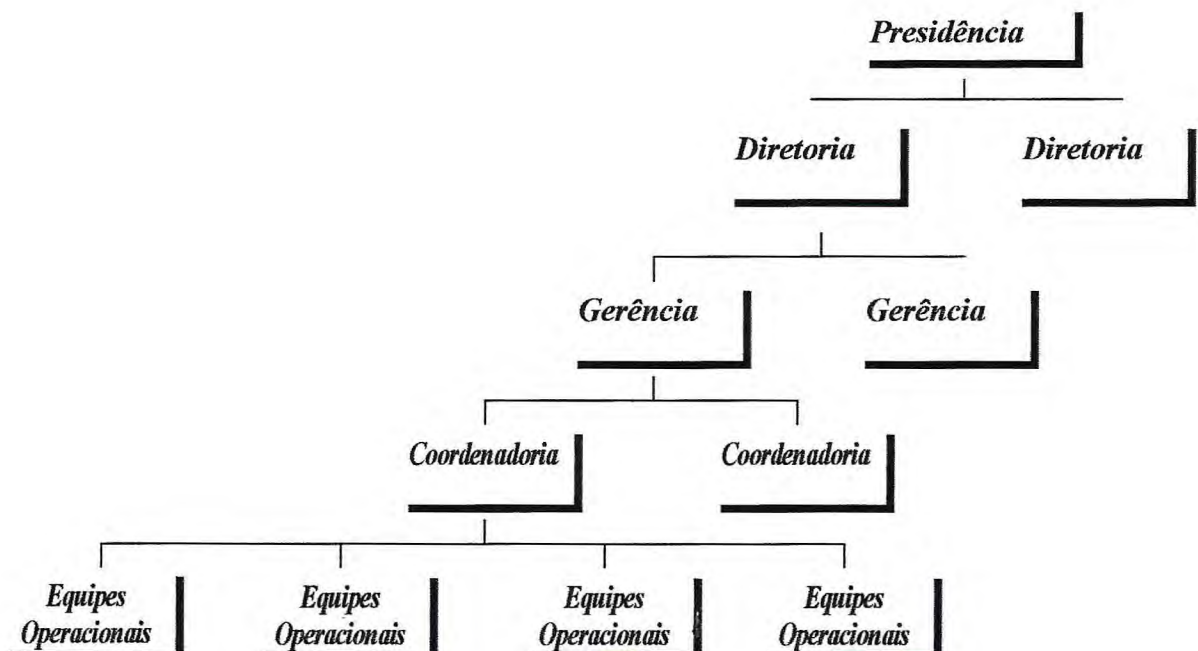 Presidência
Diretoria
Diretoria
Gerência
Gerência
Coordenadoria
Coordenadoria
Equipes
Operacionais
Equipes
Operacionais
Equipes
Operacionais
Equipes
Operacionais